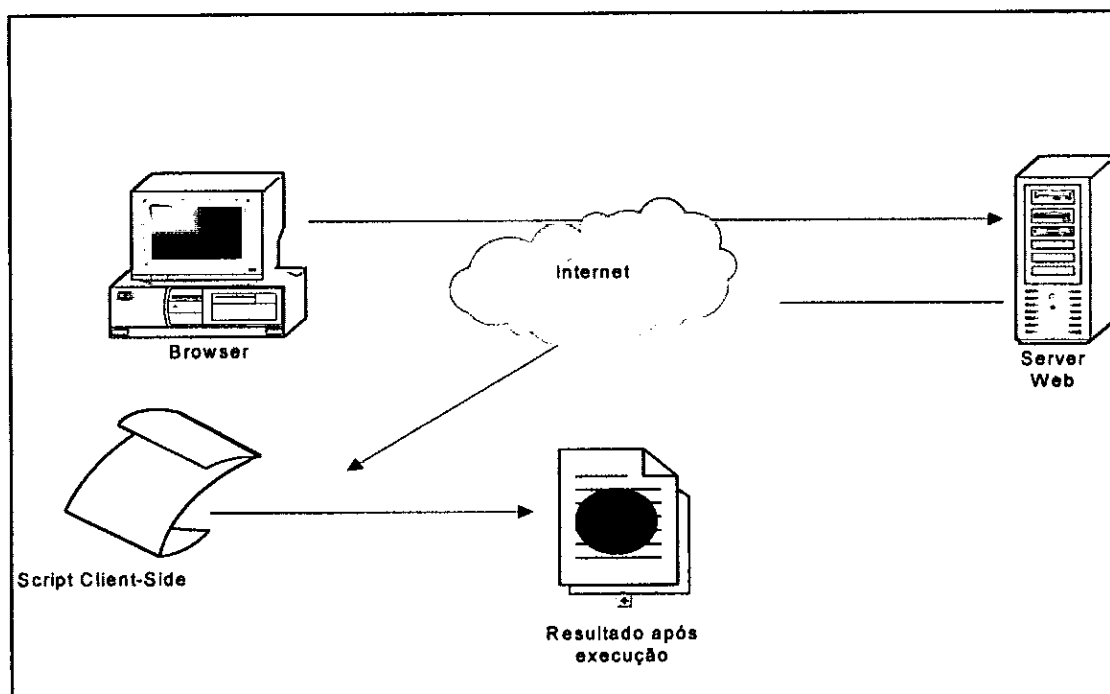 Internet
Browser
Server
Web
Script Client-Side
Resultado após
execução